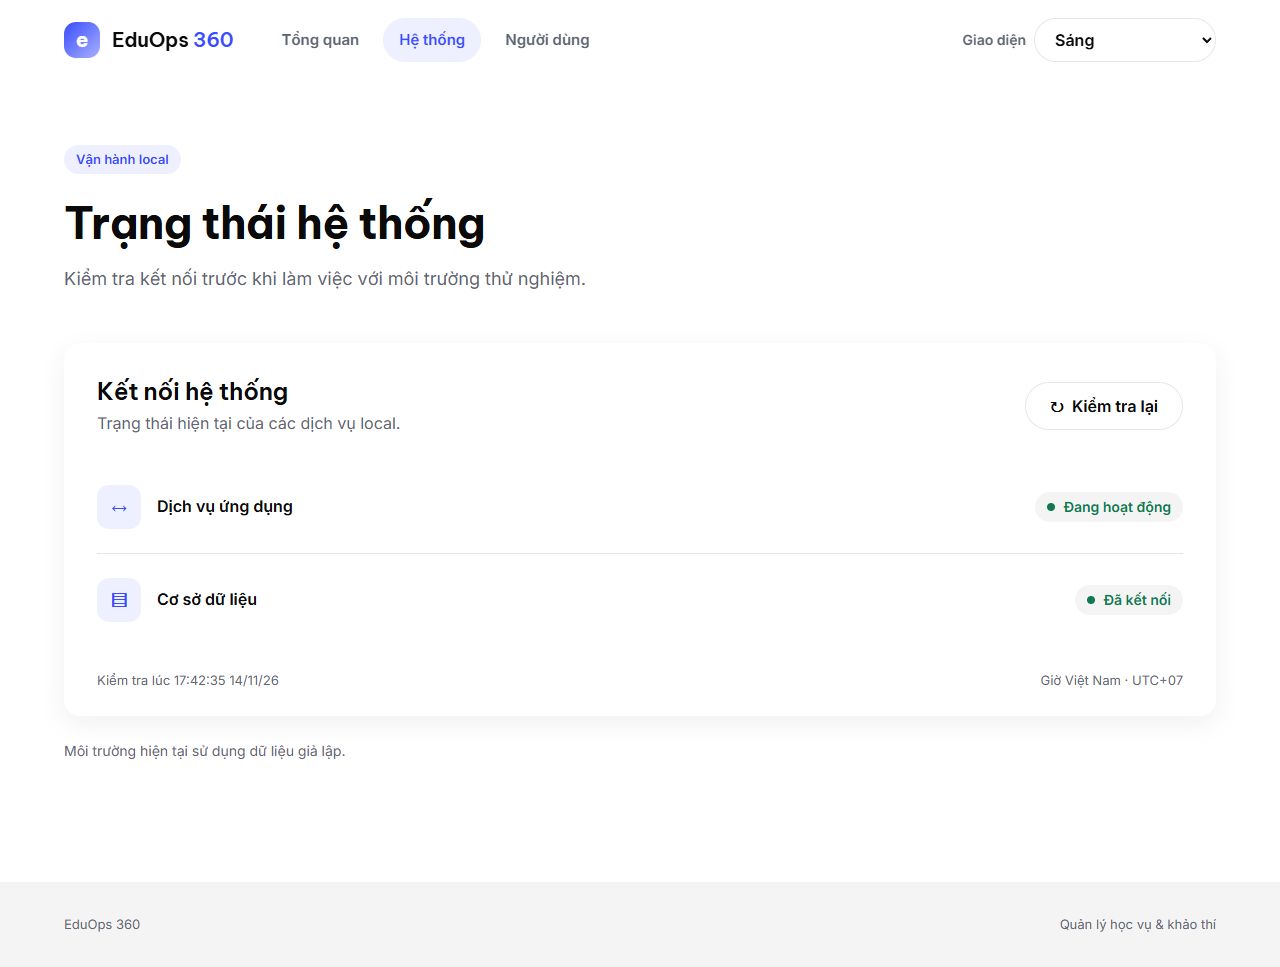 e EduOps 360 Tổng quan Hệ thống Người dùng Giao diện Sáng
Vận hành local
Trạng thái hệ thống
Kiểm tra kết nối trước khi làm việc với môi trường thử nghiệm.
Kết nối hệ thống
Trạng thái hiện tại của các dịch vụ local.
↻ Kiểm tra lại
↔ Dịch vụ ứng dụng Đang hoạt động
Cơ sở dữ liệu Đã kết nối
Kiểm tra lúc 17:42:35 14/11/26 Giờ Việt Nam · UTC+07
Môi trường hiện tại sử dụng dữ liệu giả lập.
EduOps 360 Quản lý học vụ & khảo thí